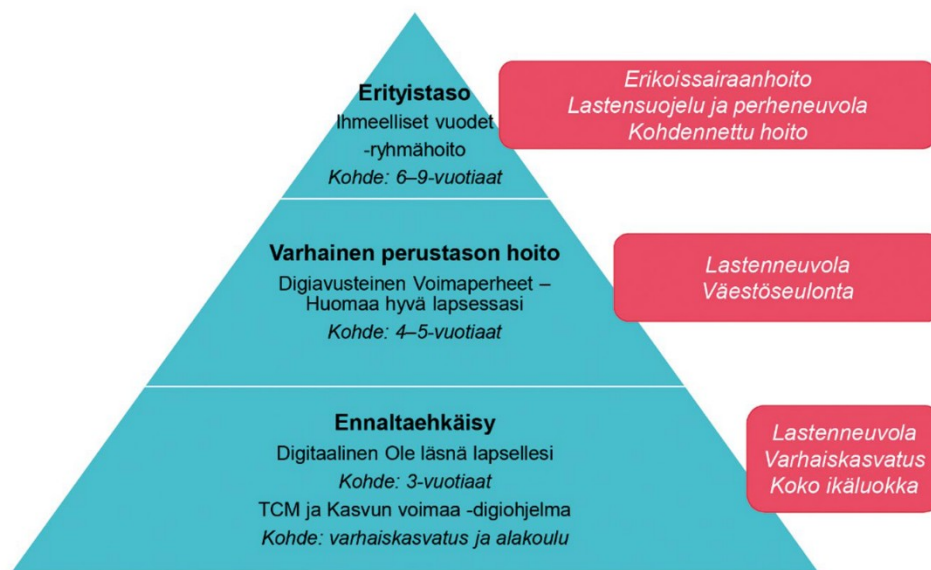 Erityistaso
Ihmeelliset vuodet
-ryhmähoito
Kohde: 6–9-vuotiaat
Erikoissairaanhoito
Lastensuojelu ja perheneuvola
Kohdennettu hoito
Varhainen perustason hoito
Digiavusteinen Voimaperheet –
Huomaa hyvä lapsessasi
Kohde: 4–5-vuotiaat
Lastenneuvola
Väestöseulonta
Ennaltaehkäisy
Digitaalinen Ole läsnä lapsellesi
Kohde: 3-vuotiaat
TCM ja Kasvun voimaa -digiohjelma
Kohde: varhaiskasvatus ja alakoulu
Lastenneuvola
Varhaiskasvatus
Koko ikäluokka